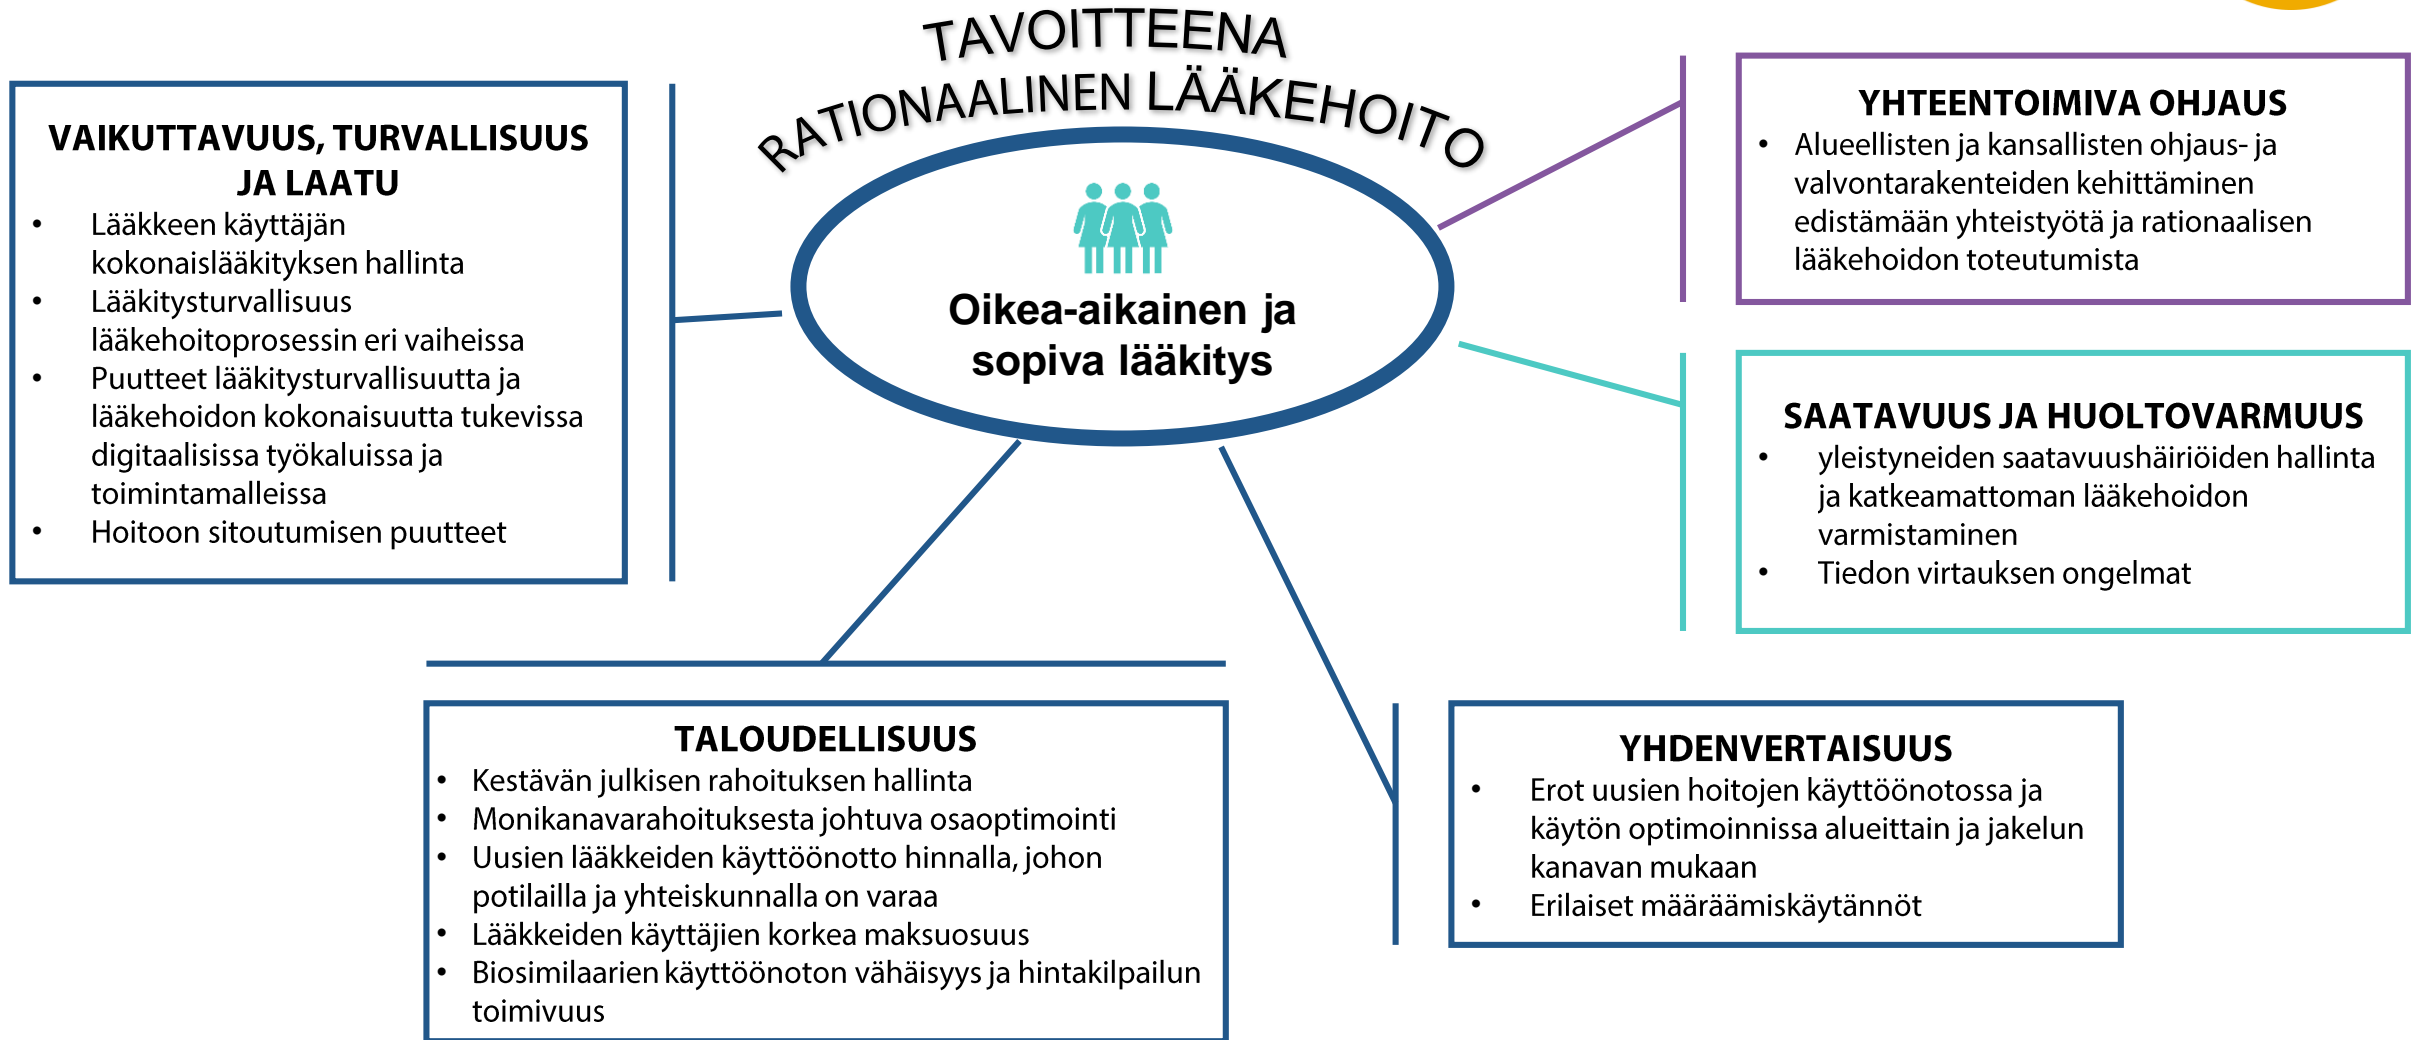 TAVOITTEENA
RATIONAALINEN LÄÄKEHOITO
Oikea-aikainen ja
sopiva lääkitys
VAIKUTTAVUUS, TURVALLISUUS
JA LAATU
• Lääkkeen käyttäjän
kokonaislääkityksen hallinta
• Lääkitysturvallisuus
lääkehoitoprosessin eri vaiheissa
• Puutteet lääkitysturvallisuutta ja
lääkehoidon kokonaisuutta tukevissa
digitaalisissa työkaluissa ja
toimintamalleissa
• Hoitoon sitoutumisen puutteet
YHTEENTOIMIVA OHJAUS
• Alueellisten ja kansallisten ohjaus- ja
valvontarakenteiden kehittäminen
edistämään yhteistyötä ja rationaalisen
lääkehoidon toteutumista
SAATAVUUS JA HUOLTOVARMUUS
• yleistyneiden saatavuushäiriöiden hallinta
ja katkeamattoman lääkehoidon
varmistaminen
• Tiedon virtauksen ongelmat
TALOUDELLISUUS
• Kestävän julkisen rahoituksen hallinta
• Monikanavarahoituksesta johtuva osaoptimointi
• Uusien lääkkeiden käyttöönotto hinnalla, johon
potilailla ja yhteiskunnalla on varaa
• Lääkkeiden käyttäjien korkea maksuosuus
• Biosimilaarien käyttöönoton vähäisyys ja hintakilpailun
toimivuus
YHDENVERTAISUUS
• Erot uusien hoitojen käyttöönotossa ja
käytön optimoinnissa alueittain ja jakelun
kanavan mukaan
• Erilaiset määräämiskäytännöt